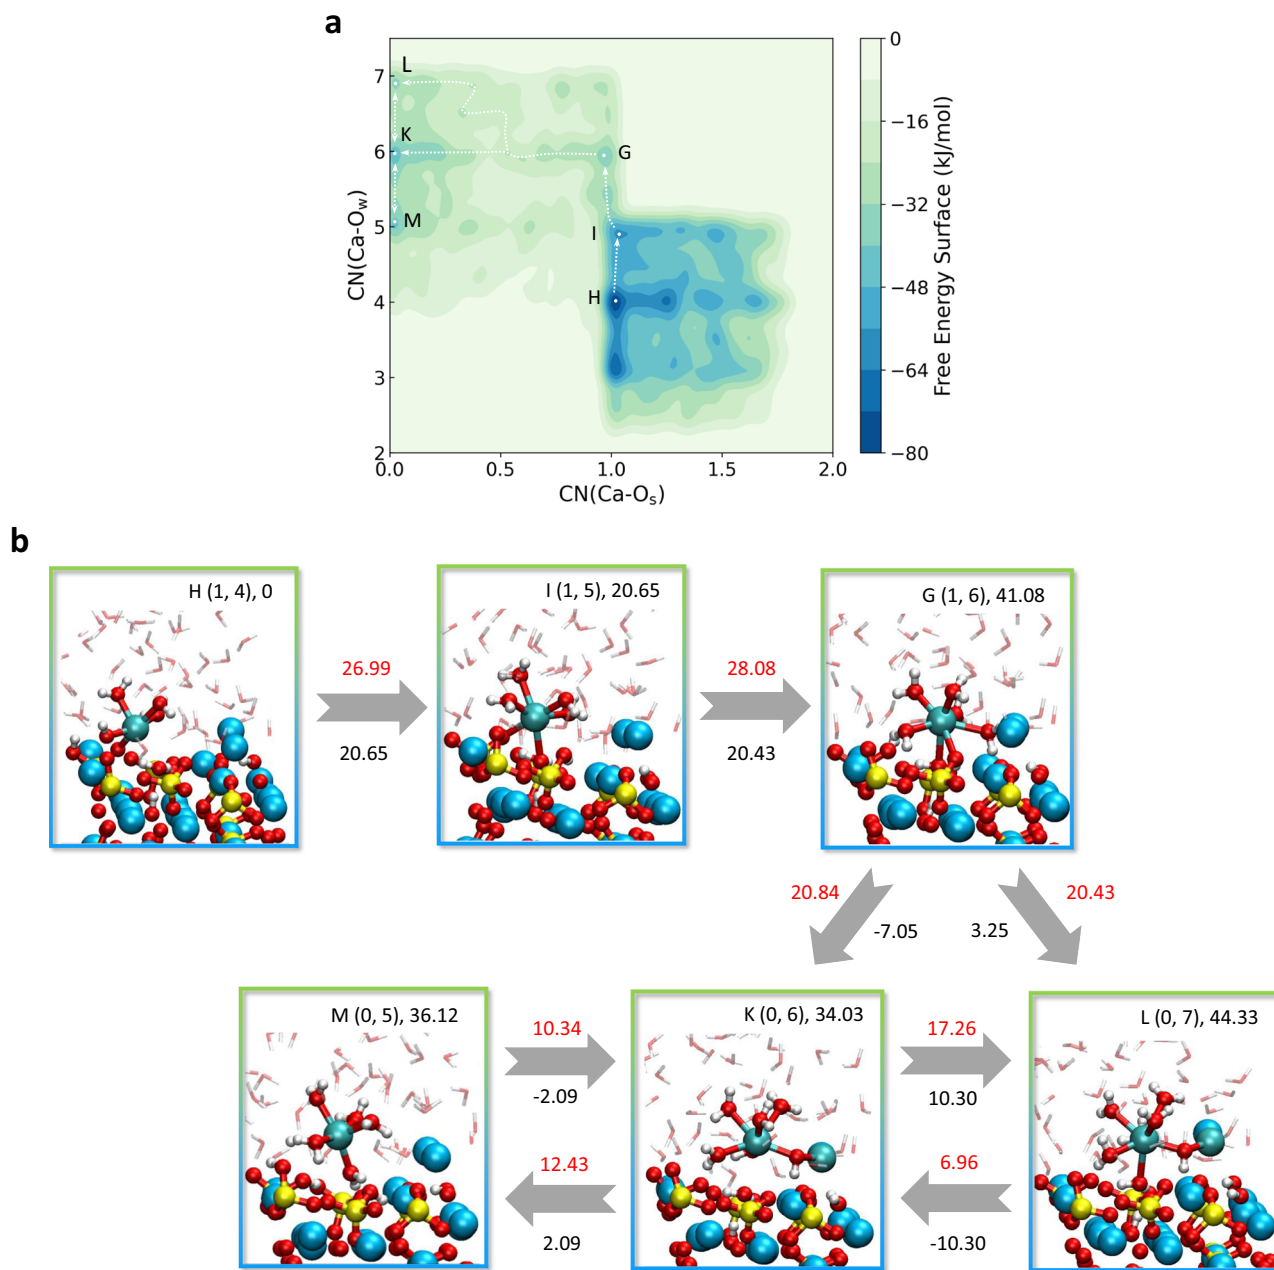 a
L
K
M
G
I
H
7
6
5
4
3
2
CN(Ca-Ow)
0.0
0.5
1.0
1.5
2.0
CN(Ca-Os)
0
−16
−32
−48
−64
−80
Free Energy Surface (kJ/mol)
b
H (1, 4), 0
26.99
20.65
I (1, 5), 20.65
28.08
20.43
G (1, 6), 41.08
20.84
-7.05
3.25
20.43
M (0, 5), 36.12
10.34
-2.09
12.43
2.09
K (0, 6), 34.03
17.26
10.30
6.96
-10.30
L (0, 7), 44.33